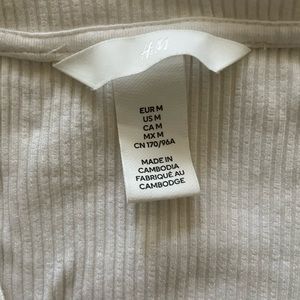 H&M
EUR M
US M
CA M
MX M
CN 170/96A
MADE IN
CAMBODIA
FABRIQUÉ AU
CAMBODGE